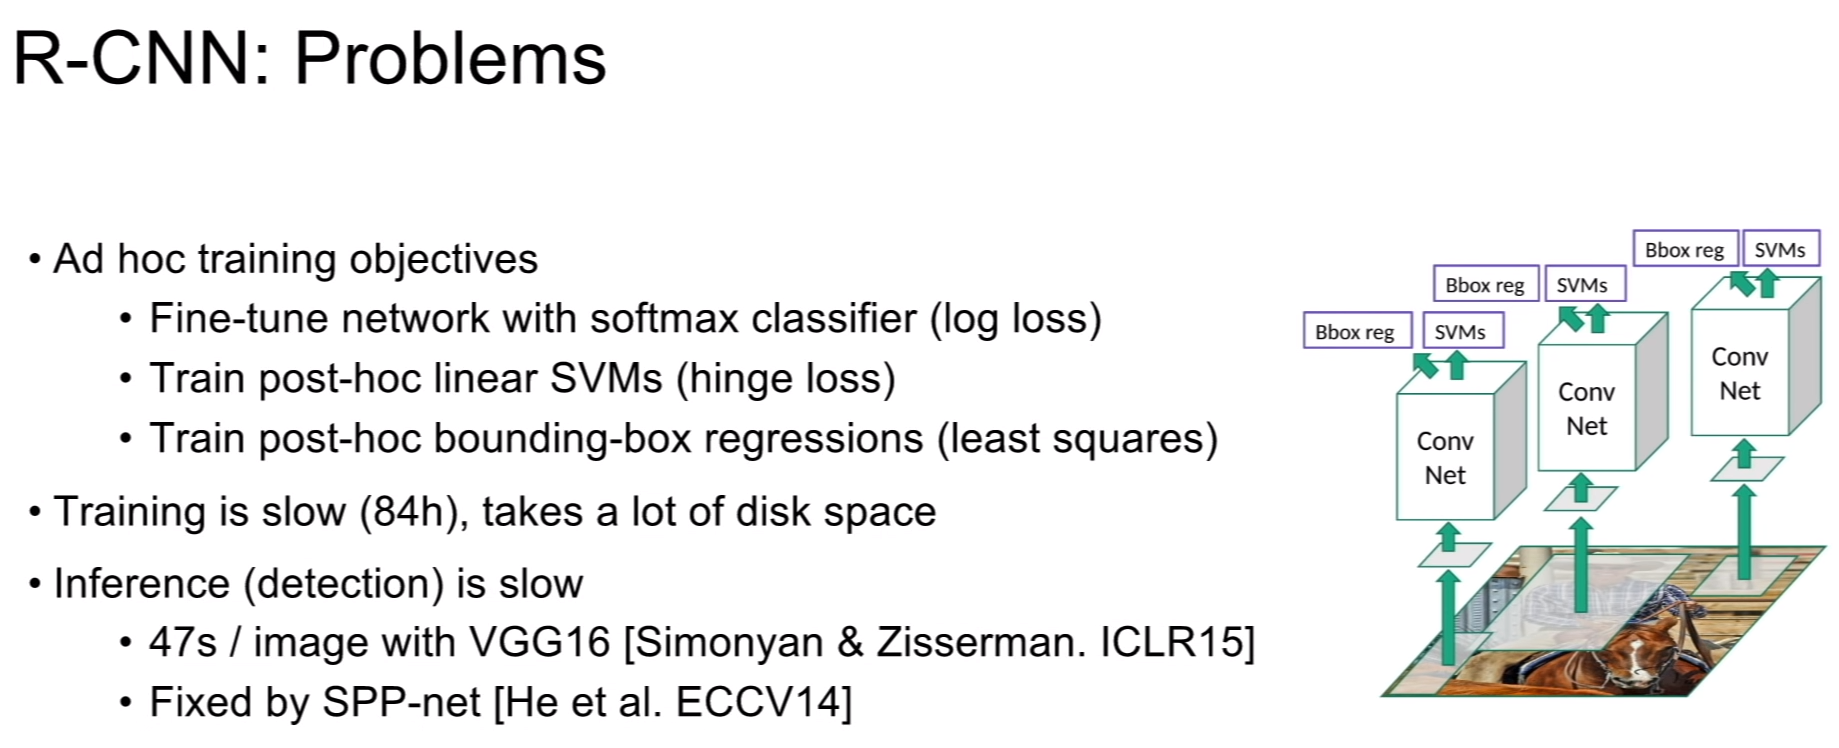 R-CNN: Problems
• Ad hoc training objectives
• Fine-tune network with softmax classifier (log loss)
• Train post-hoc linear SVMs (hinge loss)
• Train post-hoc bounding-box regressions (least squares)
• Training is slow (84h), takes a lot of disk space
• Inference (detection) is slow
• 47s / image with VGG16 [Simonyan & Zisserman. ICLR15]
• Fixed by SPP-net [He et al. ECCV14]
Bbox reg SVMs
Bbox reg SVMs
Bbox reg SVMs
Conv
Net
Conv
Net
Conv
Net